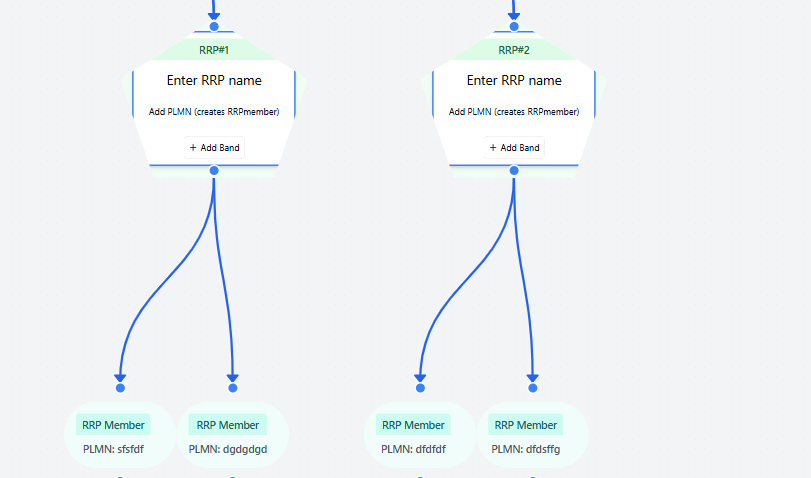 RRP#1
Enter RRP name
Add PLMN (creates RRPmember)
+ Add Band
RRP#2
Enter RRP name
Add PLMN (creates RRPmember)
+ Add Band
RRP Member
PLMN: sfsfdf
RRP Member
PLMN: dgdgdgd
RRP Member
PLMN: dfdfdf
RRP Member
PLMN: dfdsffg